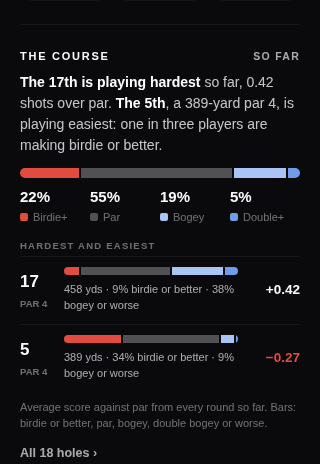 THE COURSE
SO FAR
The 17th is playing hardest so far, 0.42
shots over par. The 5th, a 389-yard par 4, is
playing easiest: one in three players are
making birdie or better.
22% 55% 19% 5%
Birdie+ Par Bogey Double+
HARDEST AND EASIEST
17
PAR 4
458 yds · 9% birdie or better · 38%
bogey or worse
+0.42
5
PAR 4
389 yds · 34% birdie or better · 9%
bogey or worse
−0.27
Average score against par from every round so far. Bars:
birdie or better, par, bogey, double bogey or worse.
All 18 holes ›